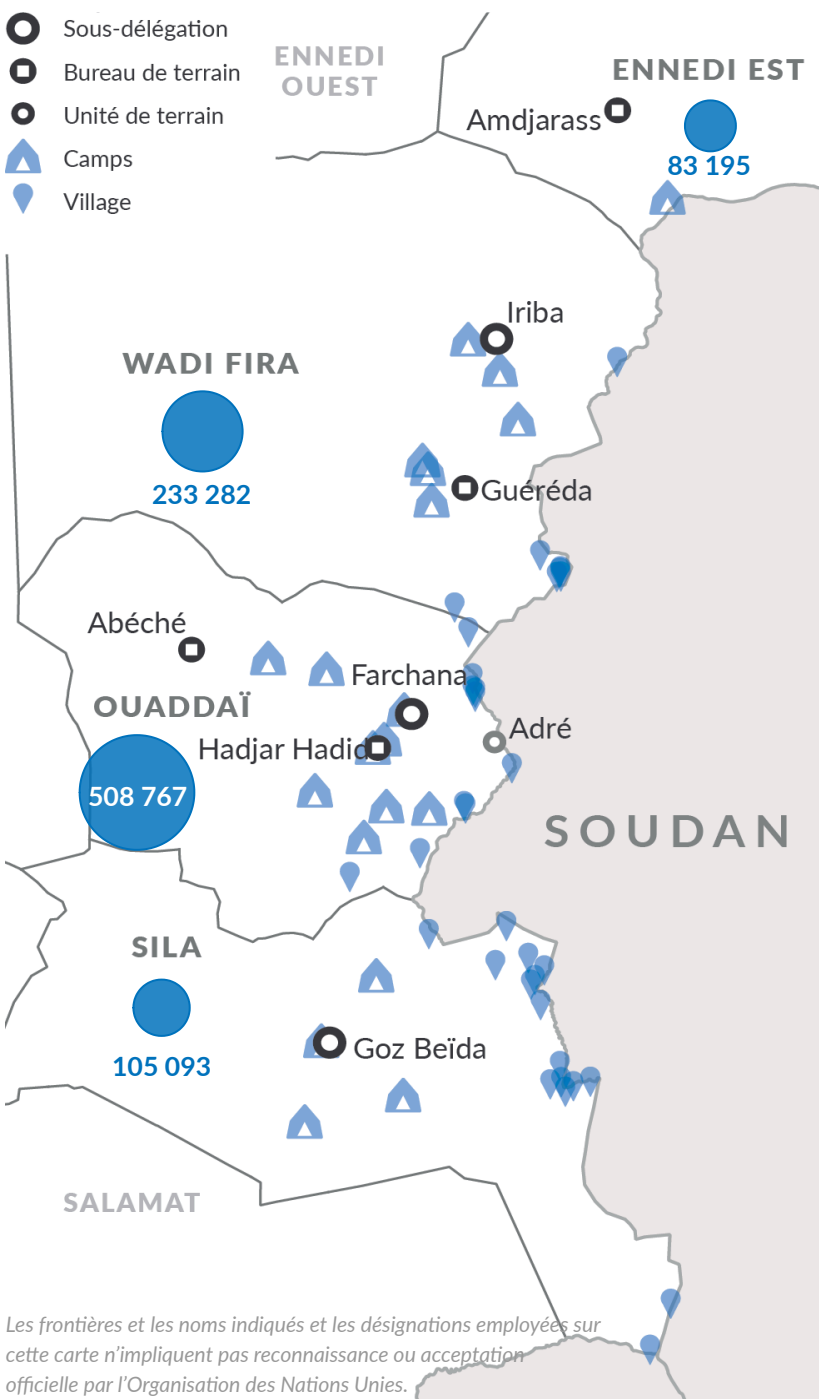 Sous-délégation
Bureau de terrain
Unité de terrain
Camps
Village
ENNEDI
OUEST
ENNEDI EST
Amdjarass
83 195
Iriba
WADI FIRA
233 282
Guéréda
Abéché
Farchana
OUADDAÏ
Hadjar Hadid
Adré
508 767
SOUDAN
SILA
Goz Beïda
105 093
SALAMAT
Les frontières et les noms indiqués et les désignations employées sur
cette carte n'impliquent pas reconnaissance ou acceptation
officielle par l'Organisation des Nations Unies.